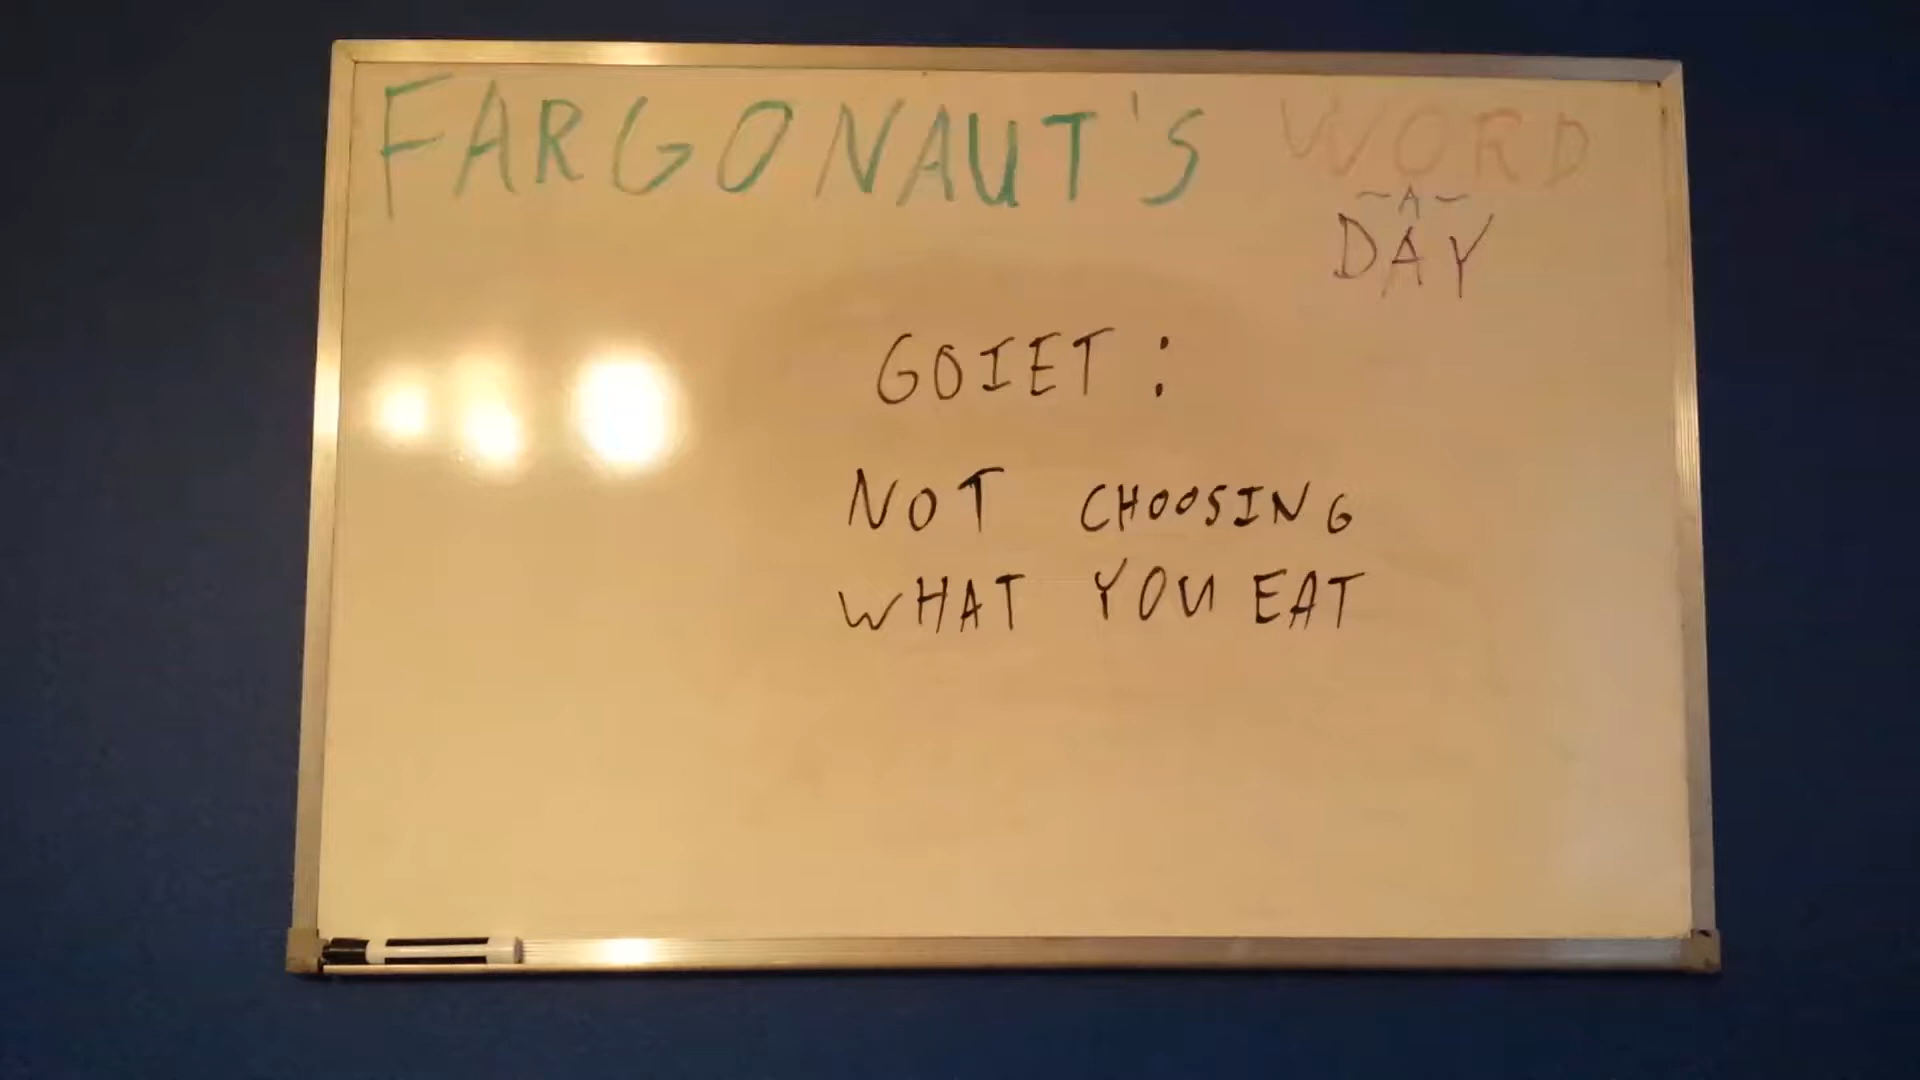 FARGONAUT'S WORD
~A~
DAY
GOIET:
NOT CHOOSING
WHAT YOU EAT